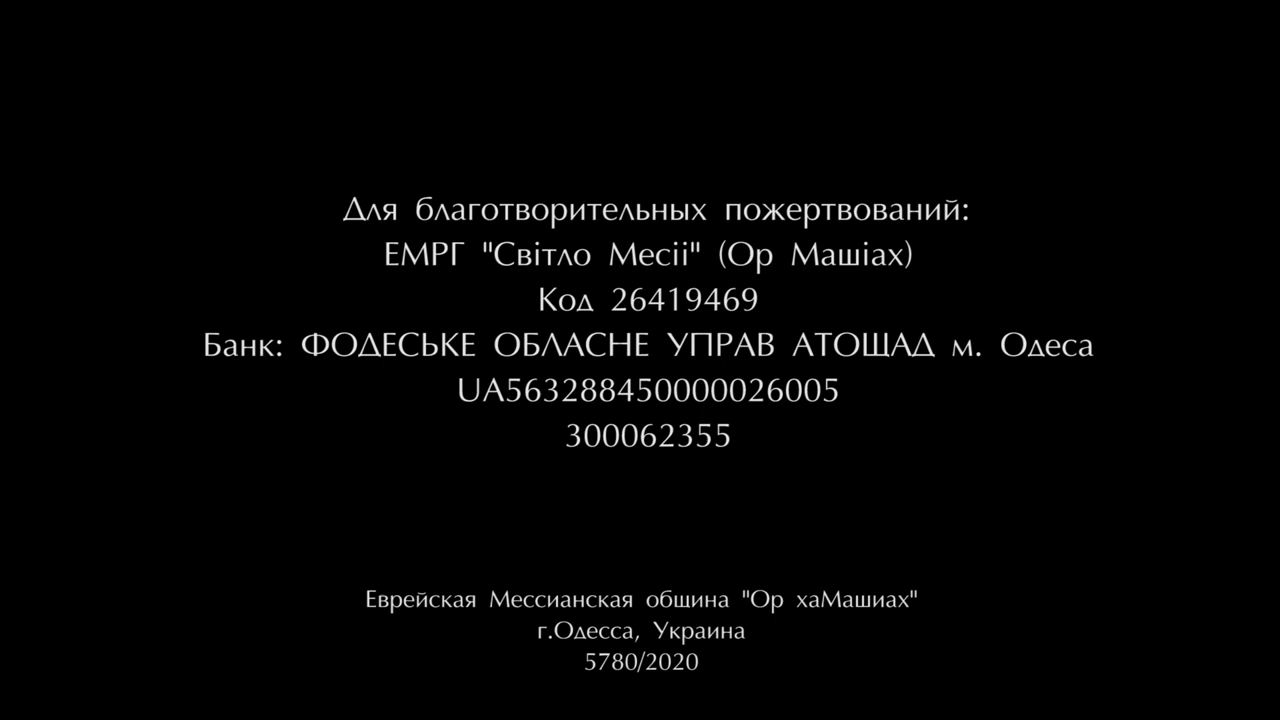 Для благотворительных пожертвований:
ЕМРГ "Світло Месіі" (Ор Машіах)
Код 26419469
Банк: ФОДЕСЬКЕ ОБЛАСНЕ УПРАВ АТОЩАД м. Одеса
UA563288450000026005
300062355
Еврейская Мессианская община "Ор хаМашиах"
г.Одесса, Украина
5780/2020